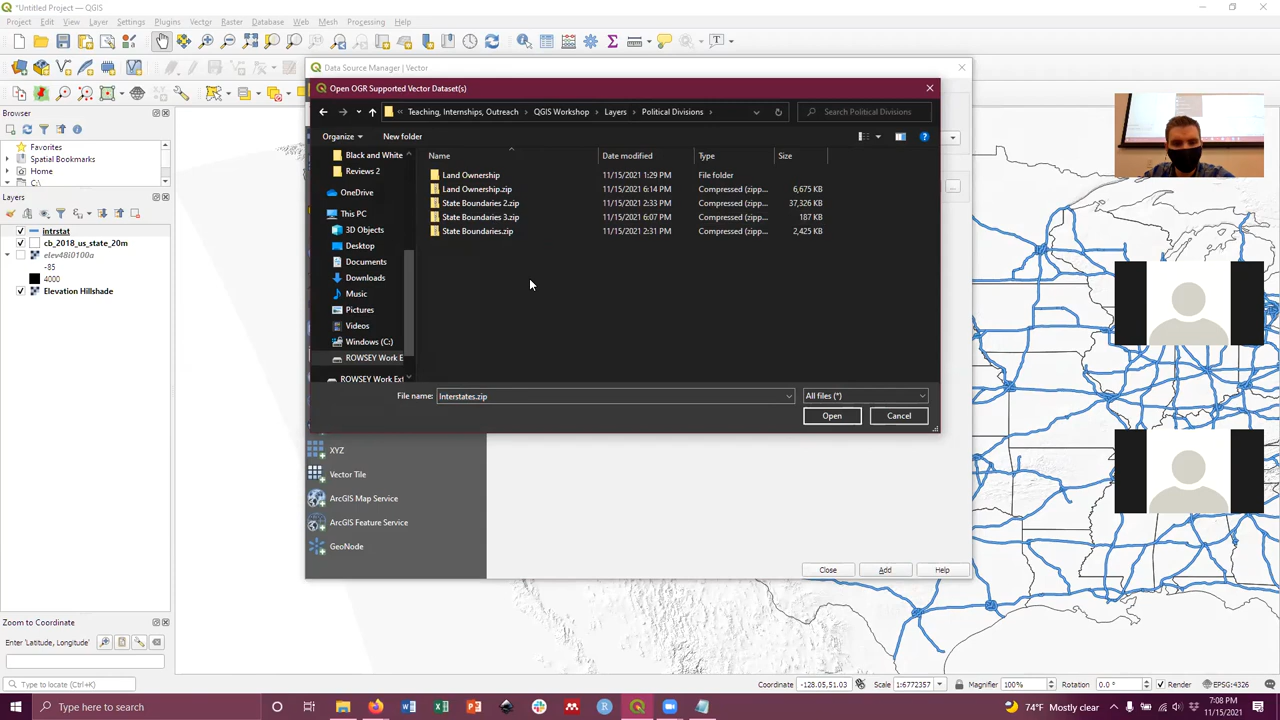 *Untitled Project — QGIS
Project Edit View Layer Settings Plugins Vector Raster Database Web Mesh Processing Help
Data Source Manager | Vector
Open OGR Supported Vector Dataset(s)
Teaching, Internships, Outreach › QGIS Workshop › Layers › Political Divisions ›
Search Political Divisions
Organize
New folder
Browser
Favorites
Spatial Bookmarks
Home
C:\
Layers
intrstat
cb_2018_us_state_20m
elev48i0100a
-85
4000
Elevation Hillshade
Black and White
Reviews 2
OneDrive
This PC
3D Objects
Desktop
Documents
Downloads
Music
Pictures
Videos
Windows (C:)
ROWSEY Work E
ROWSEY Work Ext
Name Date modified Type Size
Land Ownership 11/15/2021 1:29 PM File folder
Land Ownership.zip 11/15/2021 6:14 PM Compressed (zipp... 6,675 KB
State Boundaries 2.zip 11/15/2021 2:33 PM Compressed (zipp... 37,326 KB
State Boundaries 3.zip 11/15/2021 6:07 PM Compressed (zipp... 187 KB
State Boundaries.zip 11/15/2021 2:31 PM Compressed (zipp... 2,425 KB
File name: Interstates.zip
All files (*)
Open Cancel
XYZ
Vector Tile
ArcGIS Map Service
ArcGIS Feature Service
GeoNode
Close Add Help
Zoom to Coordinate
Enter 'Latitude, Longitude'
Type to locate (Ctrl+K)
Coordinate -128.05,51.03 Scale 1:6772357 Magnifier 100% Rotation 0.0 ° Render EPSG:4326
Type here to search
74°F Mostly clear
7:08 PM
11/15/2021